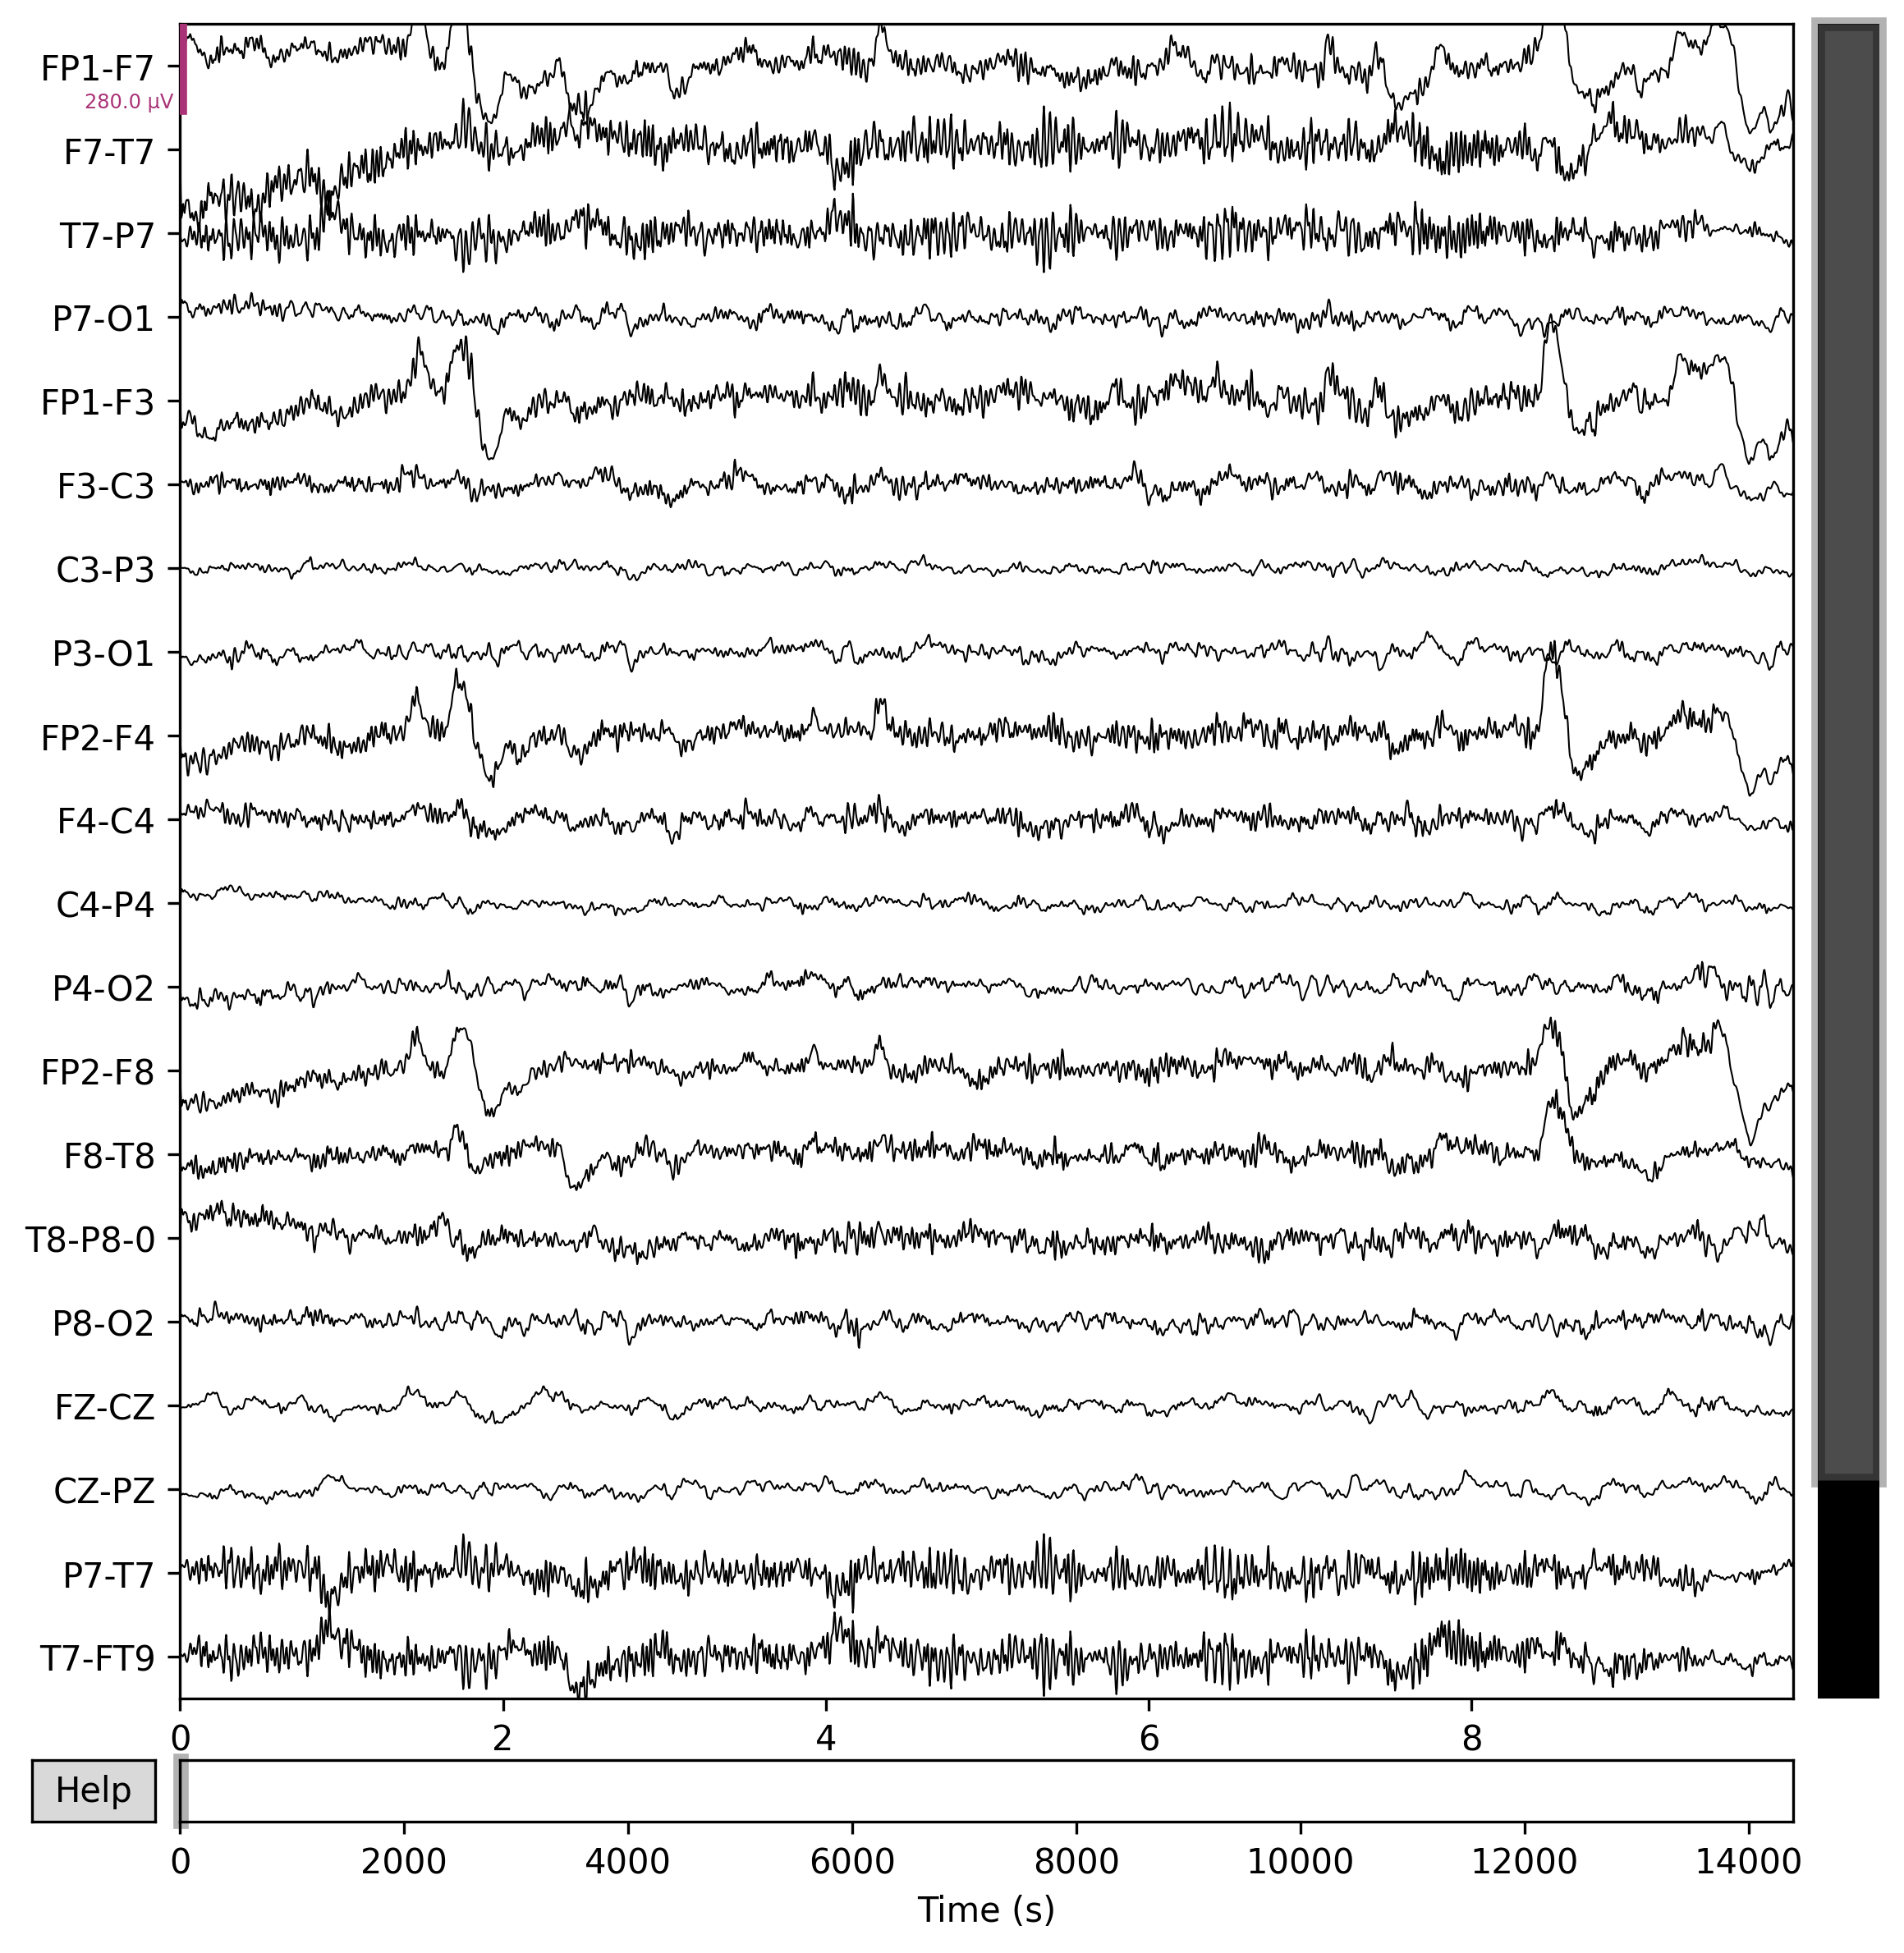 FP1-F7
280.0 µV
F7-T7
T7-P7
P7-O1
FP1-F3
F3-C3
C3-P3
P3-O1
FP2-F4
F4-C4
C4-P4
P4-O2
FP2-F8
F8-T8
T8-P8-0
P8-O2
FZ-CZ
CZ-PZ
P7-T7
T7-FT9
0 2 4 6 8
Help
0 2000 4000 6000 8000 10000 12000 14000
Time (s)